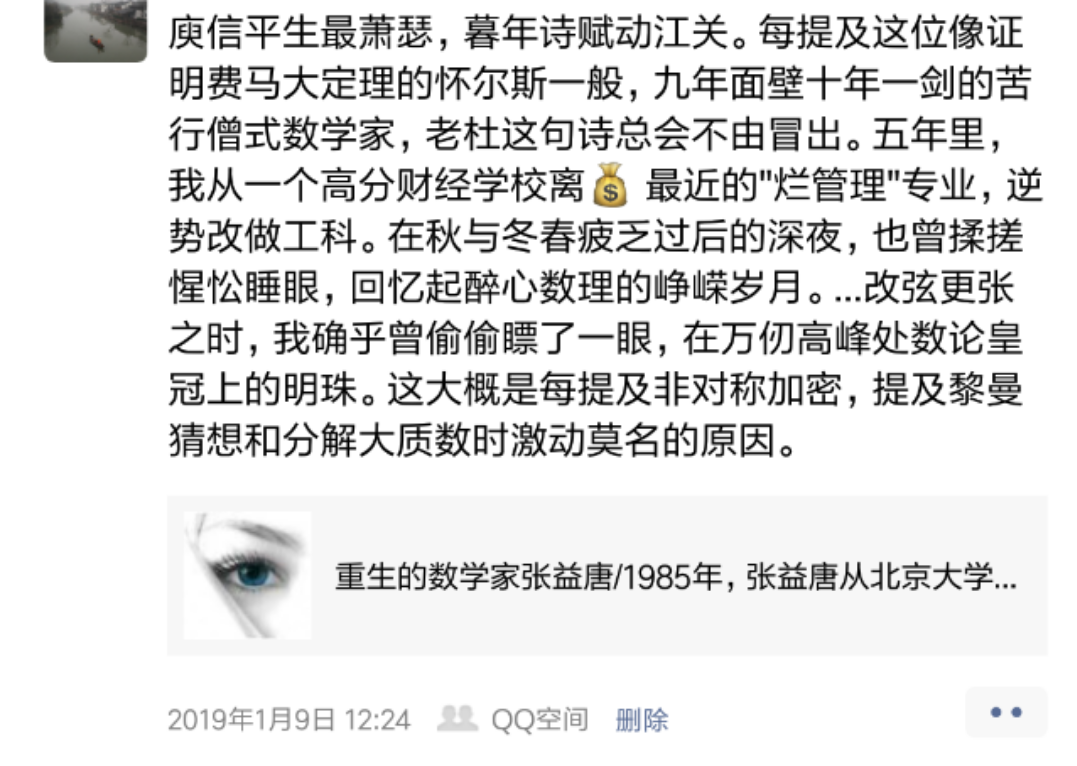 庾信平生最萧瑟，暮年诗赋动江关。每提及这位像证
明费马大定理的怀尔斯一般，九年面壁十年一剑的苦
行僧式数学家，老杜这句诗总会不由冒出。五年里，
我从一个高分财经学校离💰 最近的"烂管理"专业，逆
势改做工科。在秋与冬春疲乏过后的深夜，也曾揉搓
惺忪睡眼，回忆起醉心数理的峥嵘岁月。...改弦更张
之时，我确乎曾偷偷瞟了一眼，在万仞高峰处数论皇
冠上的明珠。这大概是每提及非对称加密，提及黎曼
猜想和分解大质数时激动莫名的原因。
重生的数学家张益唐/1985年，张益唐从北京大学...
2019年1月9日 12:24 QQ空间 删除